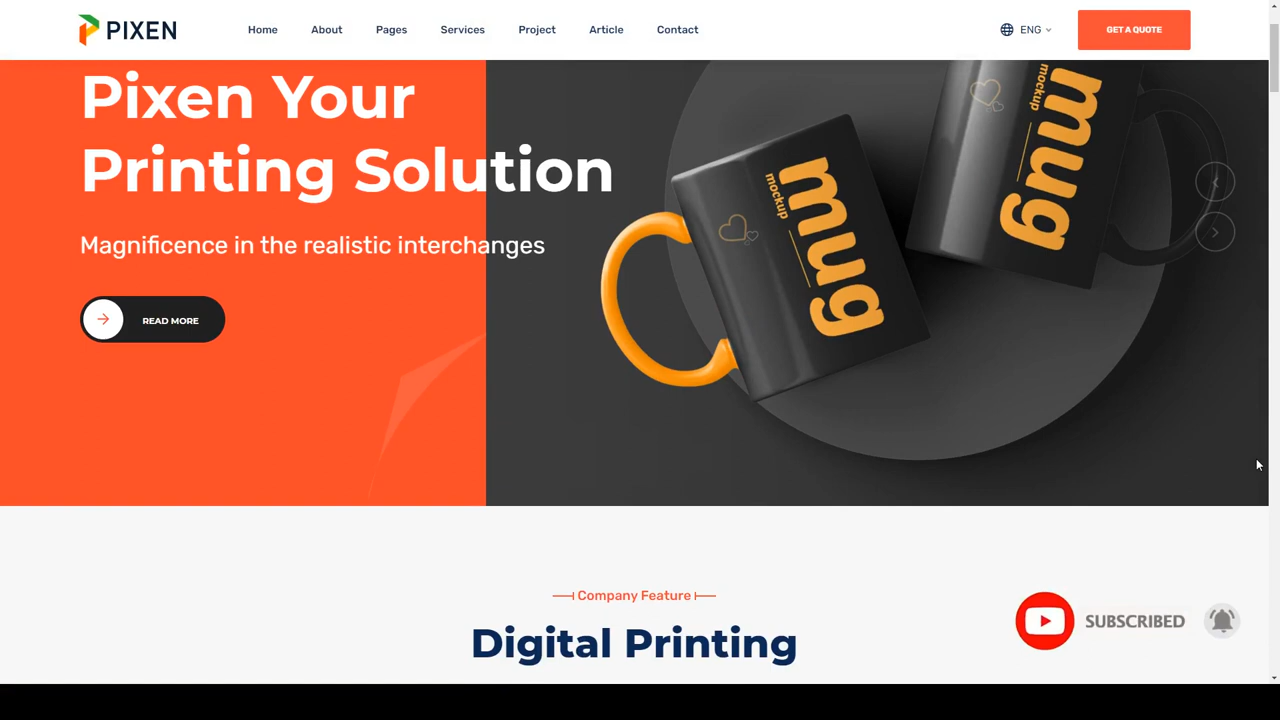 PIXEN
Home
About
Pages
Services
Project
Article
Contact
ENG
GET A QUOTE
Pixen Your
Printing Solution
Magnificence in the realistic interchanges
READ MORE
mug
mockup
mug
mockup
Company Feature
Digital Printing
SUBSCRIBED